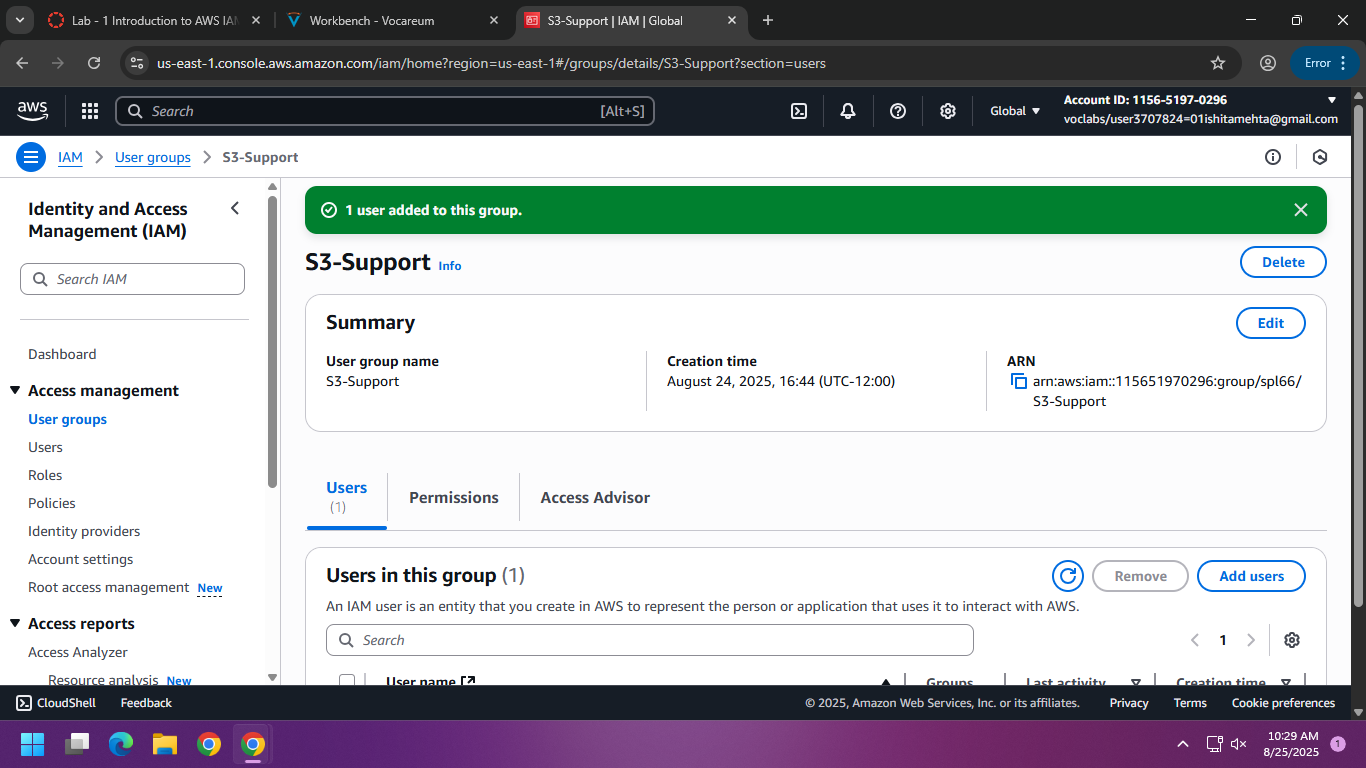 Lab - 1 Introduction to AWS IAM
Workbench - Vocareum
S3-Support | IAM | Global
us-east-1.console.aws.amazon.com/iam/home?region=us-east-1#/groups/details/S3-Support?section=users
Error
aws
Search
[Alt+S]
Global
Account ID: 1156-5197-0296
voclabs/user3707824=01ishitamehta@gmail.com
IAM
User groups
S3-Support
Identity and Access
Management (IAM)
Search IAM
Dashboard
Access management
User groups
Users
Roles
Policies
Identity providers
Account settings
Root access management New
Access reports
Access Analyzer
Resource analysis New
1 user added to this group.
S3-Support Info
Delete
Summary
Edit
User group name
S3-Support
Creation time
August 24, 2025, 16:44 (UTC-12:00)
ARN
arn:aws:iam::115651970296:group/spl66/
S3-Support
Users
(1)
Permissions
Access Advisor
Users in this group (1)
Remove
Add users
An IAM user is an entity that you create in AWS to represent the person or application that uses it to interact with AWS.
Search
1
User name
Groups
Last activity
Creation time
CloudShell
Feedback
© 2025, Amazon Web Services, Inc. or its affiliates.
Privacy
Terms
Cookie preferences
10:29 AM
8/25/2025
1